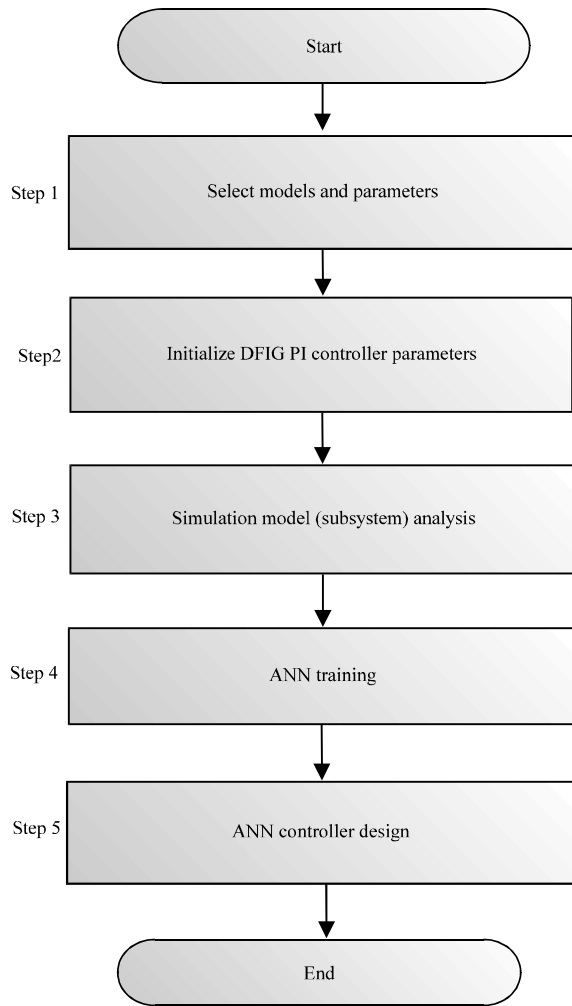 Start
Step 1
Select models and parameters
Step2
Initialize DFIG PI controller parameters
Step 3
Simulation model (subsystem) analysis
Step 4
ANN training
Step 5
ANN controller design
End